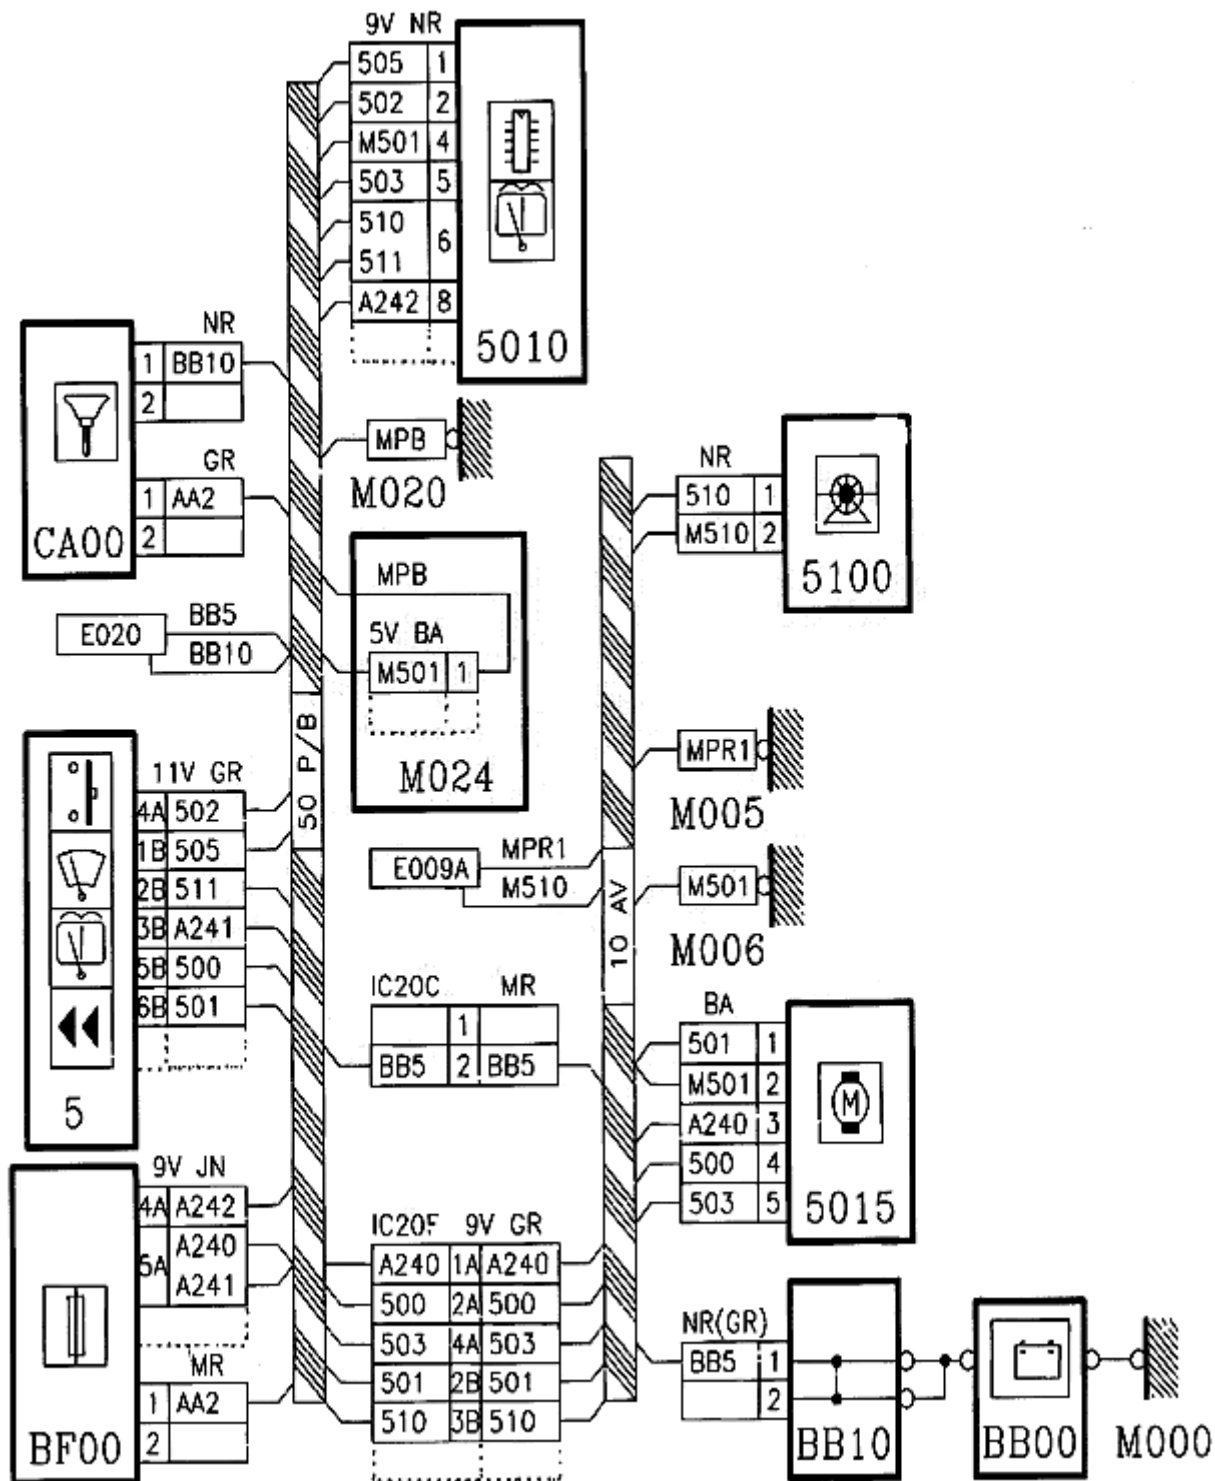 9V NR
505 1
502 2
M501 4
503 5
510
6
511
A242 8
5010
NR
1 BB10
2
GR
1 AA2
2
CA00
MPB
M020
MPB
5V BA
M501 1
M024
E020
BB5
BB10
50 P/B
11V GR
4A 502
1B 505
2B 511
3B A241
5B 500
6B 501
5
9V JN
4A A242
A240
5A
A241
MR
1 AA2
2
BF00
NR
510 1
M510 2
5100
MPR1
M005
E009A
MPR1
M510
10 AV
M501
M006
IC20C MR
1
BB5 2 BB5
BA
501 1
M501 2
A240 3
500 4
503 5
M
5015
IC20F 9V GR
A240 1A A240
500 2A 500
503 4A 503
501 2B 501
510 3B 510
NR(GR)
BB5 1
2
BB10
BB00
M000